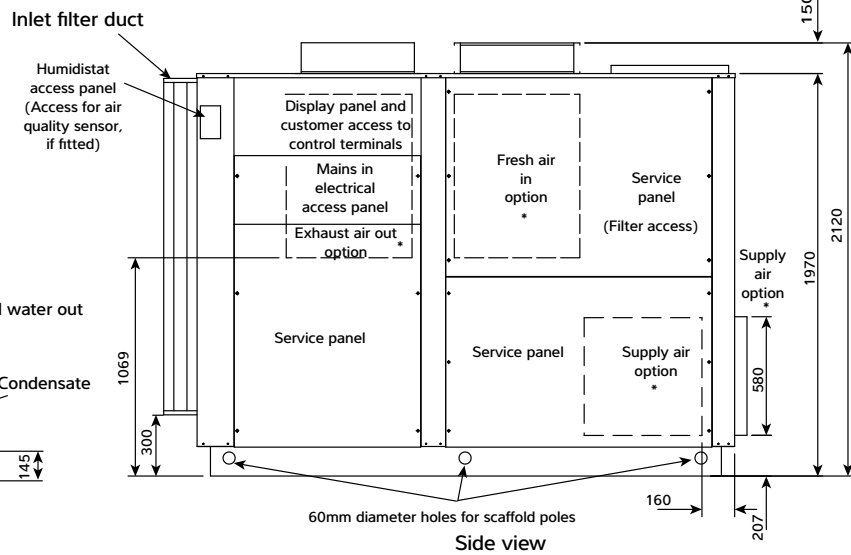 150
Inlet filter duct
Humidistat
access panel
(Access for air
quality sensor,
if fitted)
Display panel and
customer access to
control terminals
Mains in
electrical
access panel
Exhaust air out
option *
Fresh air
in
option
*
Service
panel
(Filter access)
Supply
air
option
*
1970
2120
water out
Condensate
145
1069
300
Service panel
Service panel
Supply air
option
*
580
160
207
60mm diameter holes for scaffold poles
Side view